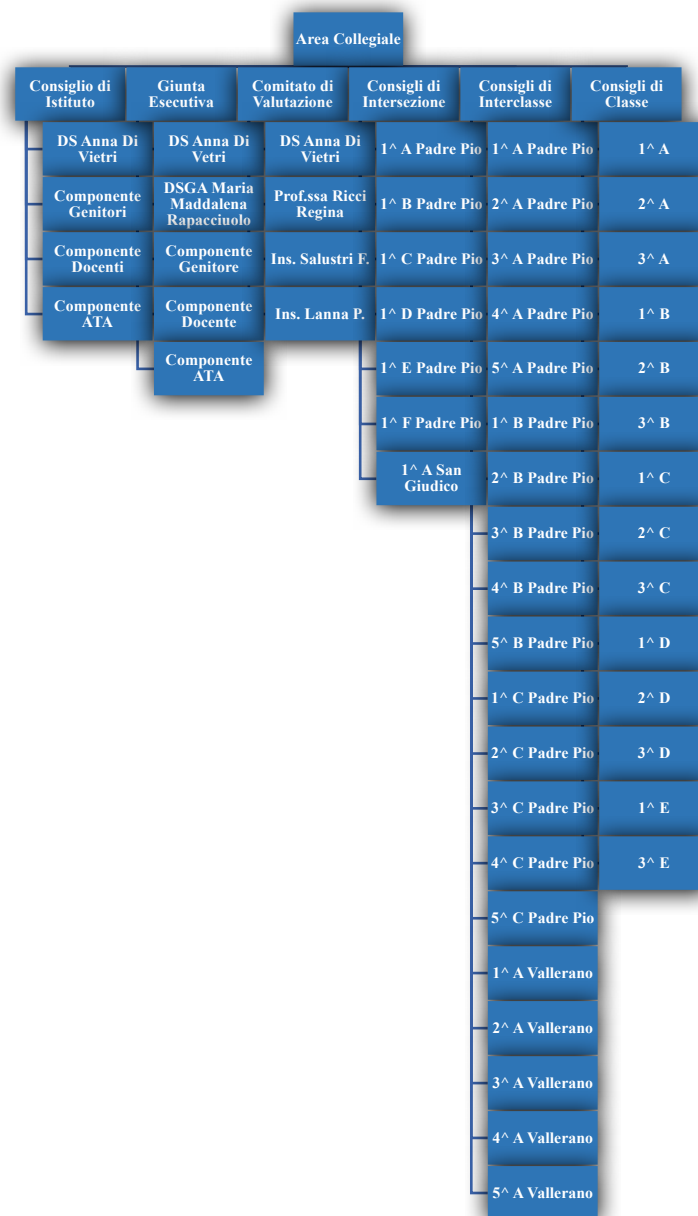 Area Collegiale
Consiglio di
Istituto
DS Anna Di
Vietri
Componente
Genitori
Componente
Docenti
Componente
ATA
Giunta
Esecutiva
DS Anna Di
Vetri
DSGA Maria
Maddalena
Rapacciuolo
Componente
Genitore
Componente
Docente
Componente
ATA
Comitato di
Valutazione
DS Anna Di
Vietri
Prof.ssa Ricci
Regina
Ins. Salustri F.
Ins. Lanna P.
Consigli di
Intersezione
1^ A Padre Pio
1^ B Padre Pio
1^ C Padre Pio
1^ D Padre Pio
1^ E Padre Pio
1^ F Padre Pio
1^ A San
Giudico
Consigli di
Interclasse
1^ A Padre Pio
2^ A Padre Pio
3^ A Padre Pio
4^ A Padre Pio
5^ A Padre Pio
1^ B Padre Pio
2^ B Padre Pio
3^ B Padre Pio
4^ B Padre Pio
5^ B Padre Pio
1^ C Padre Pio
2^ C Padre Pio
3^ C Padre Pio
4^ C Padre Pio
5^ C Padre Pio
1^ A Vallerano
2^ A Vallerano
3^ A Vallerano
4^ A Vallerano
5^ A Vallerano
Consigli di
Classe
1^ A
2^ A
3^ A
1^ B
2^ B
3^ B
1^ C
2^ C
3^ C
1^ D
2^ D
3^ D
1^ E
3^ E